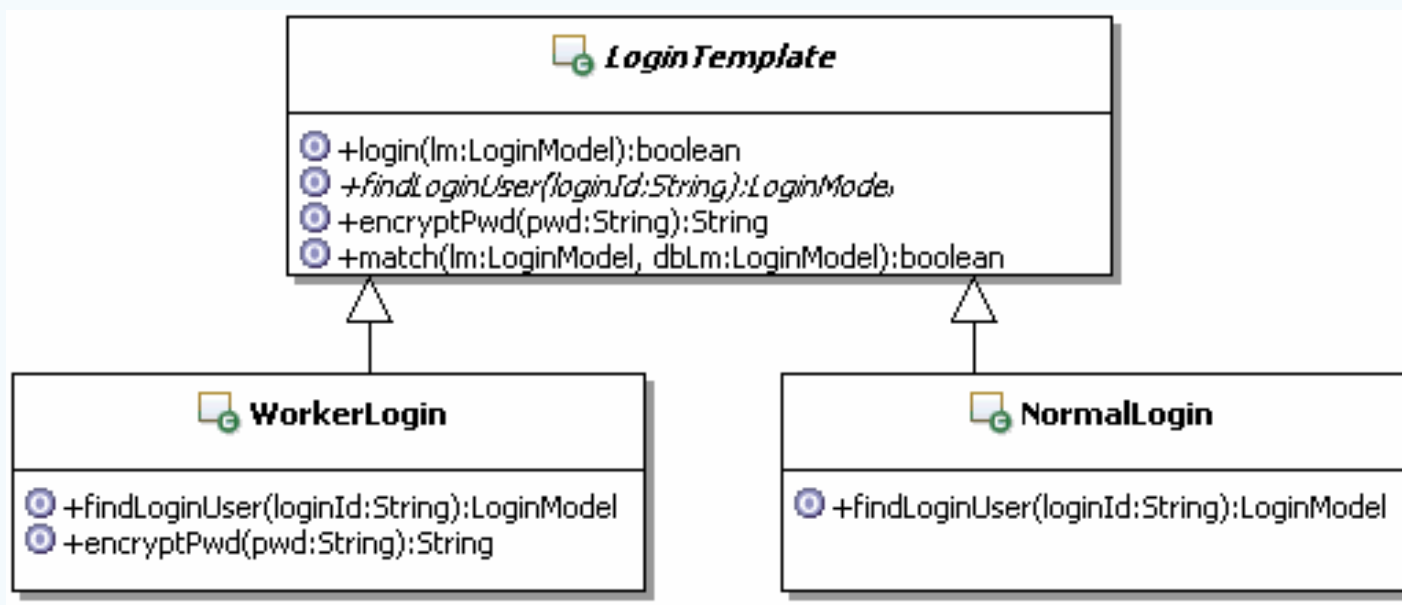 LoginTemplate
+login(lm:LoginModel):boolean
+findLoginUser(loginId:String):LoginModel
+encryptPwd(pwd:String):String
+match(lm:LoginModel, dbLm:LoginModel):boolean
WorkerLogin
+findLoginUser(loginId:String):LoginModel
+encryptPwd(pwd:String):String
NormalLogin
+findLoginUser(loginId:String):LoginModel